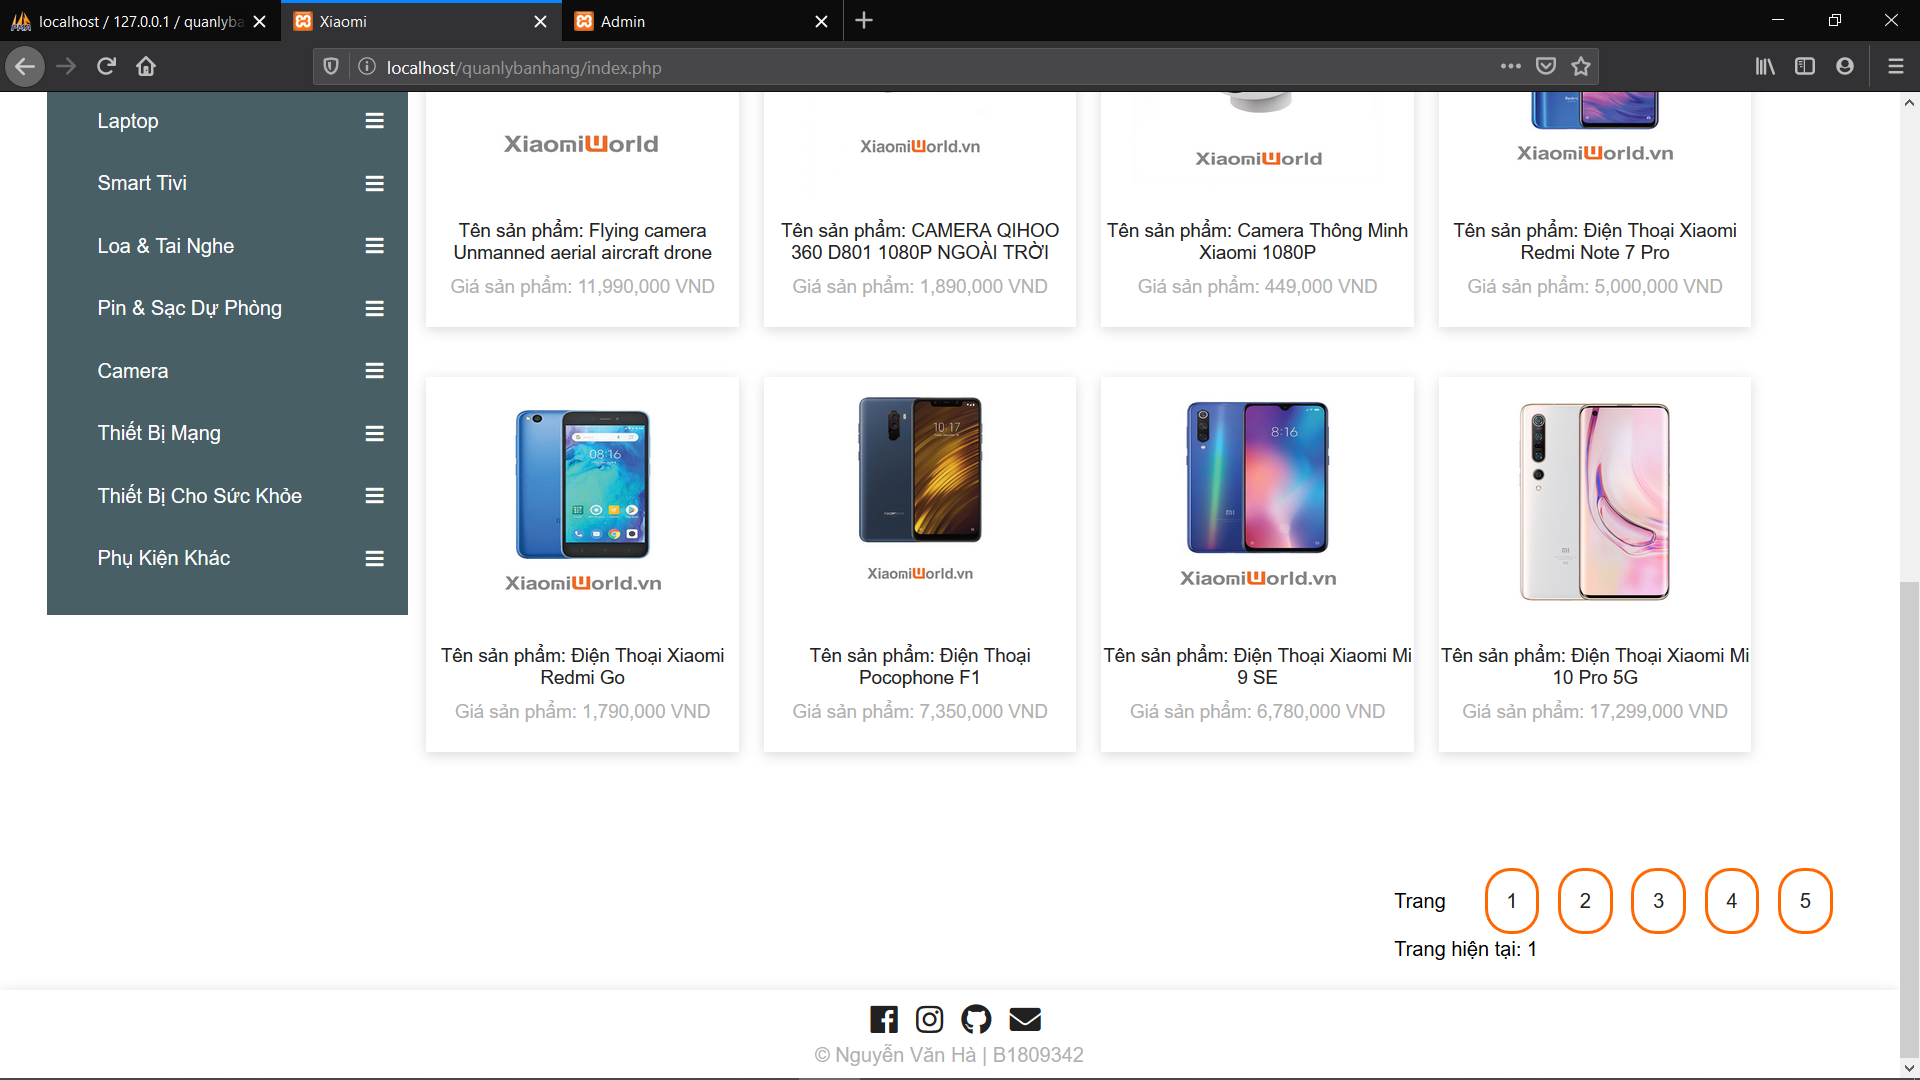 localhost / 127.0.0.1 / quanlyba
Xiaomi
Admin
localhost/quanlybanhang/index.php
Laptop
Smart Tivi
Loa & Tai Nghe
Pin & Sạc Dự Phòng
Camera
Thiết Bị Mạng
Thiết Bị Cho Sức Khỏe
Phụ Kiện Khác
XiaomiWorld
Tên sản phẩm: Flying camera
Unmanned aerial aircraft drone
Giá sản phẩm: 11,990,000 VND
XiaomiWorld.vn
Tên sản phẩm: CAMERA QIHOO
360 D801 1080P NGOÀI TRỜI
Giá sản phẩm: 1,890,000 VND
XiaomiWorld
Tên sản phẩm: Camera Thông Minh
Xiaomi 1080P
Giá sản phẩm: 449,000 VND
XiaomiWorld.vn
Tên sản phẩm: Điện Thoại Xiaomi
Redmi Note 7 Pro
Giá sản phẩm: 5,000,000 VND
08:16
XiaomiWorld.vn
Tên sản phẩm: Điện Thoại Xiaomi
Redmi Go
Giá sản phẩm: 1,790,000 VND
10:17
XiaomiWorld.vn
Tên sản phẩm: Điện Thoại
Pocophone F1
Giá sản phẩm: 7,350,000 VND
8:16
XiaomiWorld.vn
Tên sản phẩm: Điện Thoại Xiaomi Mi
9 SE
Giá sản phẩm: 6,780,000 VND
Tên sản phẩm: Điện Thoại Xiaomi Mi
10 Pro 5G
Giá sản phẩm: 17,299,000 VND
Trang 1 2 3 4 5
Trang hiện tại: 1
© Nguyễn Văn Hà | B1809342